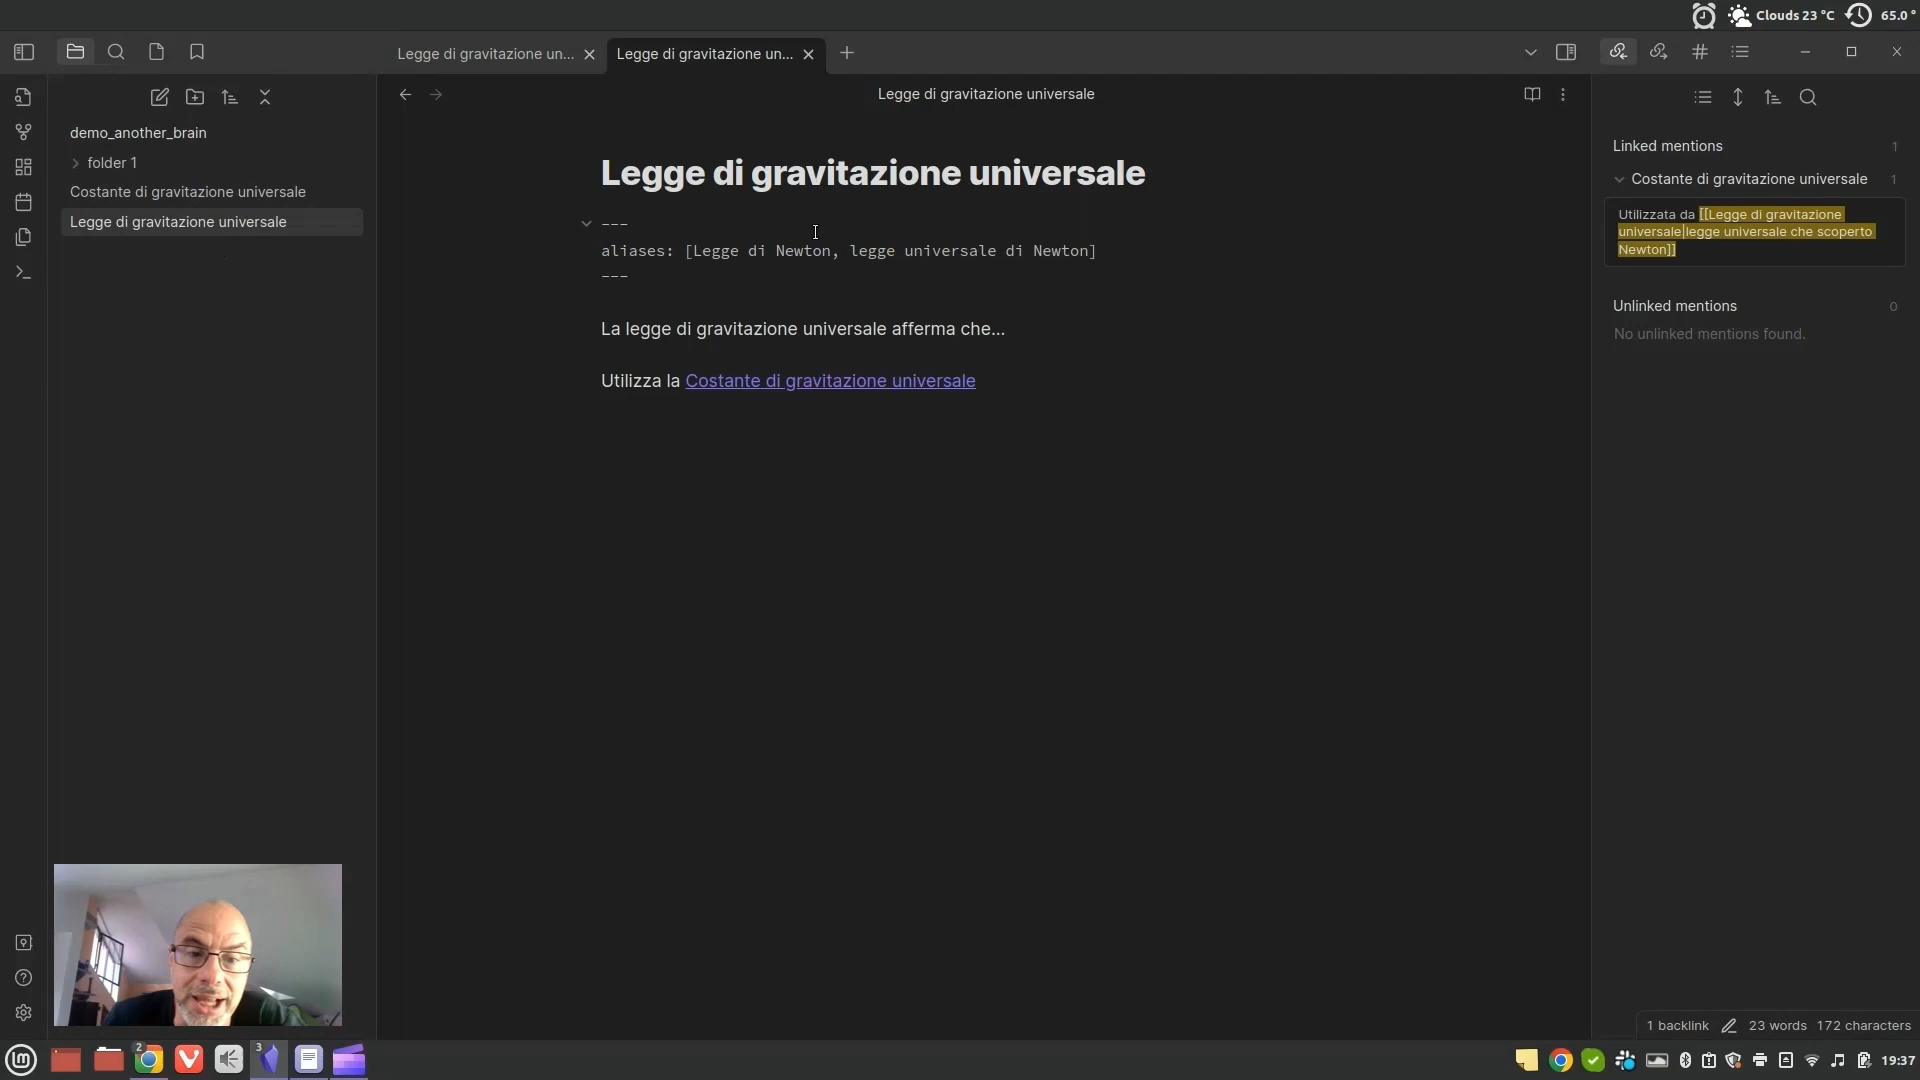 Clouds 23 °C
65.0 °
Legge di gravitazione un...
Legge di gravitazione un...
Legge di gravitazione universale
demo_another_brain
folder 1
Costante di gravitazione universale
Legge di gravitazione universale
Legge di gravitazione universale
---
aliases: [Legge di Newton, legge universale di Newton]
---
La legge di gravitazione universale afferma che...
Utilizza la Costante di gravitazione universale
Linked mentions 1
Costante di gravitazione universale 1
Utilizzata da [[Legge di gravitazione
universale|legge universale che scoperto
Newton]]
Unlinked mentions 0
No unlinked mentions found.
1 backlink 23 words 172 characters
2
3
19:37